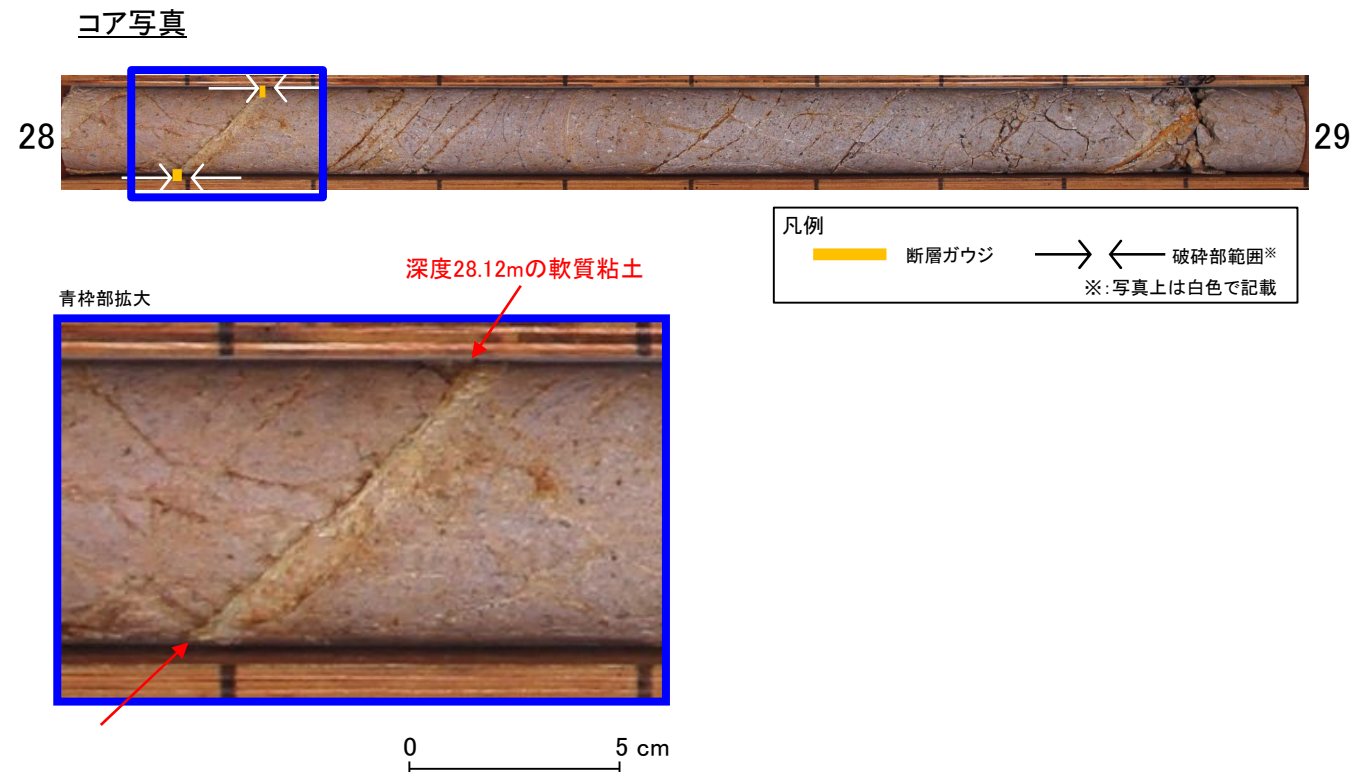 コア写真
28
29
凡例
断層ガウジ
破砕部範囲※
※:写真上は白色で記載
深度28.12mの軟質粘土
青枠部拡大
0
5 cm